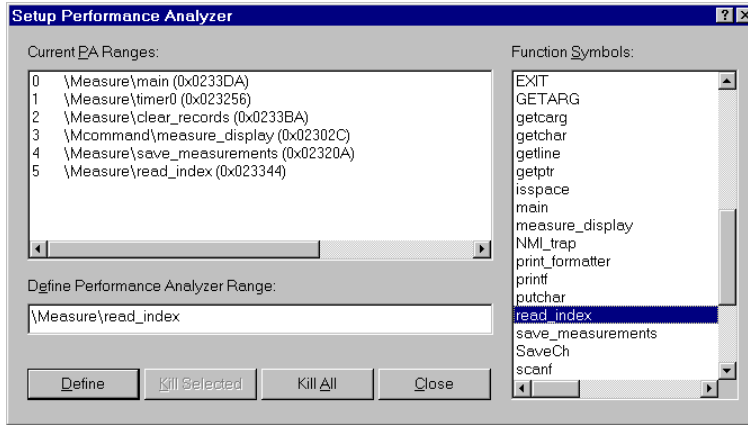 Setup Performance Analyzer
Current PA Ranges:
0 \Measure\main (0x0233DA)
1 \Measure\timer0 (0x023256)
2 \Measure\clear_records (0x0233BA)
3 \Mcommand\measure_display (0x02302C)
4 \Measure\save_measurements (0x02320A)
5 \Measure\read_index (0x023344)
Define Performance Analyzer Range:
\Measure\read_index
Define
Kill Selected
Kill All
Close
Function Symbols:
EXIT
GETARG
getcarg
getchar
getline
getptr
isspace
main
measure_display
NMI_trap
print_formatter
printf
putchar
read_index
save_measurements
SaveCh
scanf